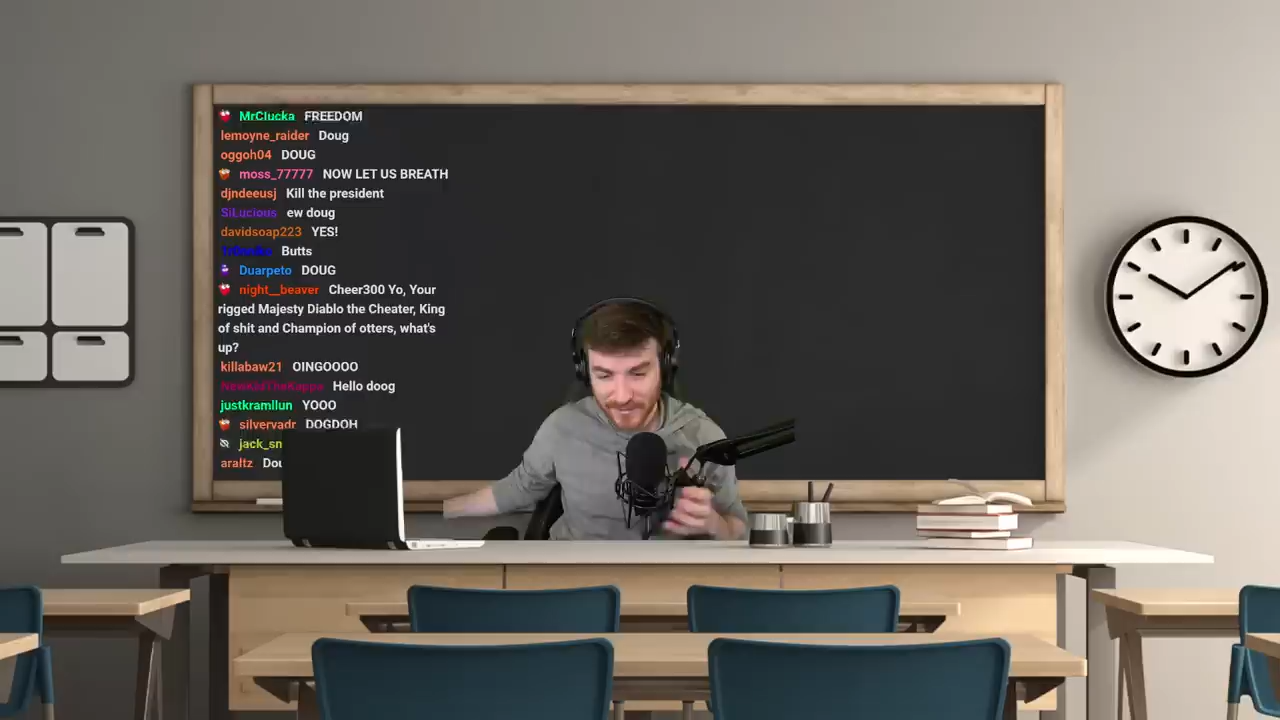 MrClucka FREEDOM
lemoyne_raider Doug
oggoh04 DOUG
moss_77777 NOW LET US BREATH
djndeeusj Kill the president
SiLucious ew doug
davidsoap223 YES!
Butts
Duarpeto DOUG
night__beaver Cheer300 Yo, Your
rigged Majesty Diablo the Cheater, King
of shit and Champion of otters, what's
up?
killabaw21 OINGOOOO
NewKidTheKappa Hello doog
justkramllun YOOO
silvervadr DOGDOH
jack_sn
araltz Dou